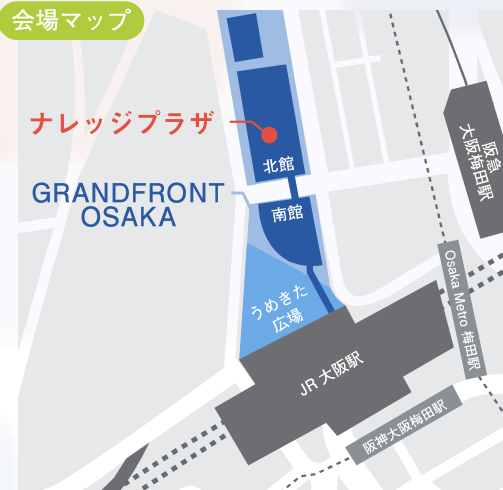 会場マップ
ナレッジプラザ
北館
GRANDFRONT
OSAKA
南館
うめきた
広場
JR 大阪駅
阪急
大阪梅田駅
Osaka Metro 梅田駅
阪神大阪梅田駅